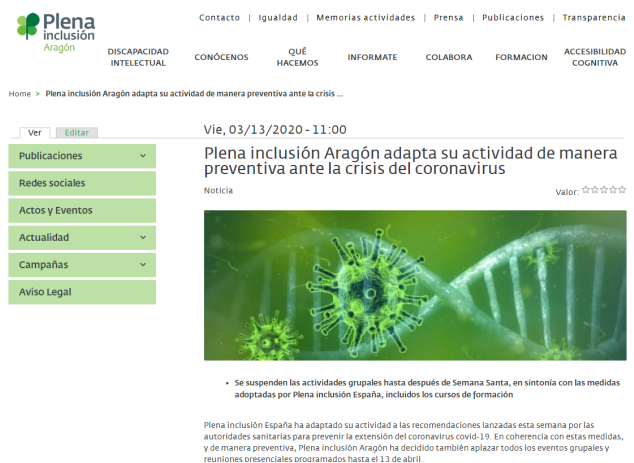 Plena
inclusión
Aragón
Contacto | Igualdad | Memorias actividades | Prensa | Publicaciones | Transparencia
DISCAPACIDAD
INTELECTUAL
CONÓCENOS
QUÉ
HACEMOS
INFORMATE
COLABORA
FORMACION
ACCESIBILIDAD
COGNITIVA
Home > Plena inclusión Aragón adapta su actividad de manera preventiva ante la crisis ...
Ver Editar
Publicaciones
Redes sociales
Actos y Eventos
Actualidad
Campañas
Aviso Legal
Vie, 03/13/2020 - 11:00
Plena inclusión Aragón adapta su actividad de manera
preventiva ante la crisis del coronavirus
Noticia
Valor:
• Se suspenden las actividades grupales hasta después de Semana Santa, en sintonía con las medidas
adoptadas por Plena inclusión España, incluidos los cursos de formación
Plena inclusión España ha adaptado su actividad a las recomendaciones lanzadas esta semana por las
autoridades sanitarias para prevenir la extensión del coronavirus covid-19. En coherencia con estas medidas,
y de manera preventiva, Plena inclusión Aragón ha decidido también aplazar todos los eventos grupales y
reuniones presenciales programados hasta el 13 de abril.